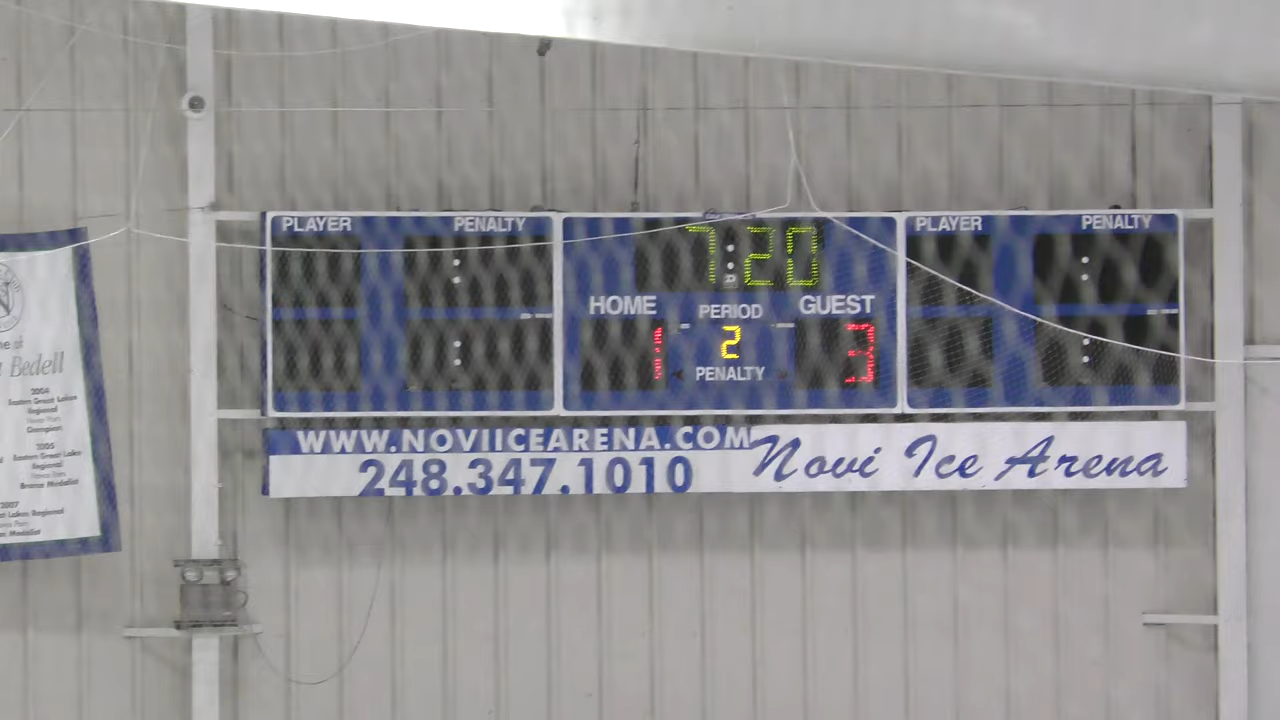 PLAYER PENALTY
7:20
PLAYER PENALTY
HOME PERIOD GUEST
1 2 3
PENALTY
WWW.NOVIICEARENA.COM
248.347.1010
Novi Ice Arena
Bedell
2004
Eastern Great Lakes
Regional
Champion
2005
Eastern Great Lakes
Regional
Bronze Medalist
2007
Lakes Regional
Medalist